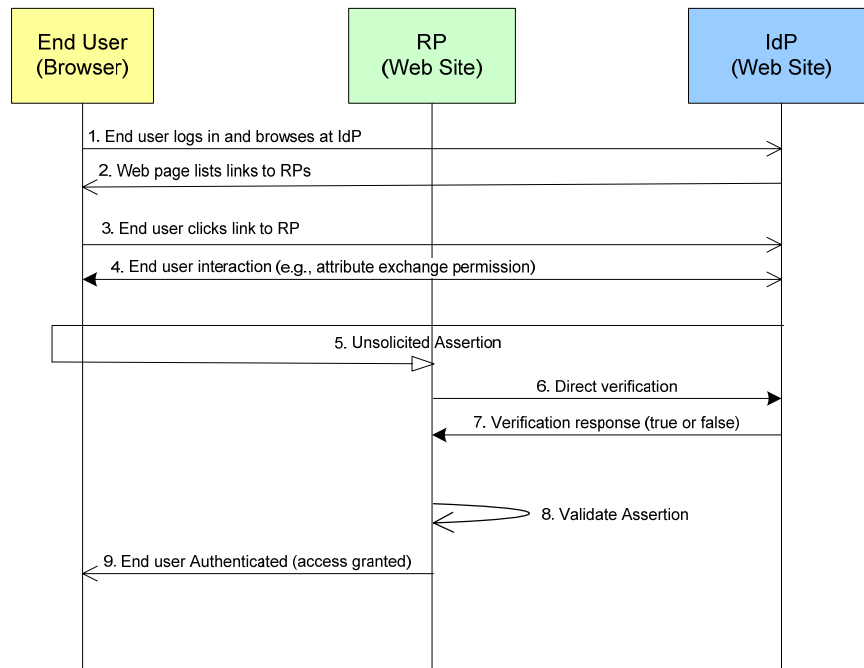 End User
(Browser)
RP
(Web Site)
IdP
(Web Site)
1. End user logs in and browses at IdP
2. Web page lists links to RPs
3. End user clicks link to RP
4. End user interaction (e.g., attribute exchange permission)
5. Unsolicited Assertion
6. Direct verification
7. Verification response (true or false)
8. Validate Assertion
9. End user Authenticated (access granted)